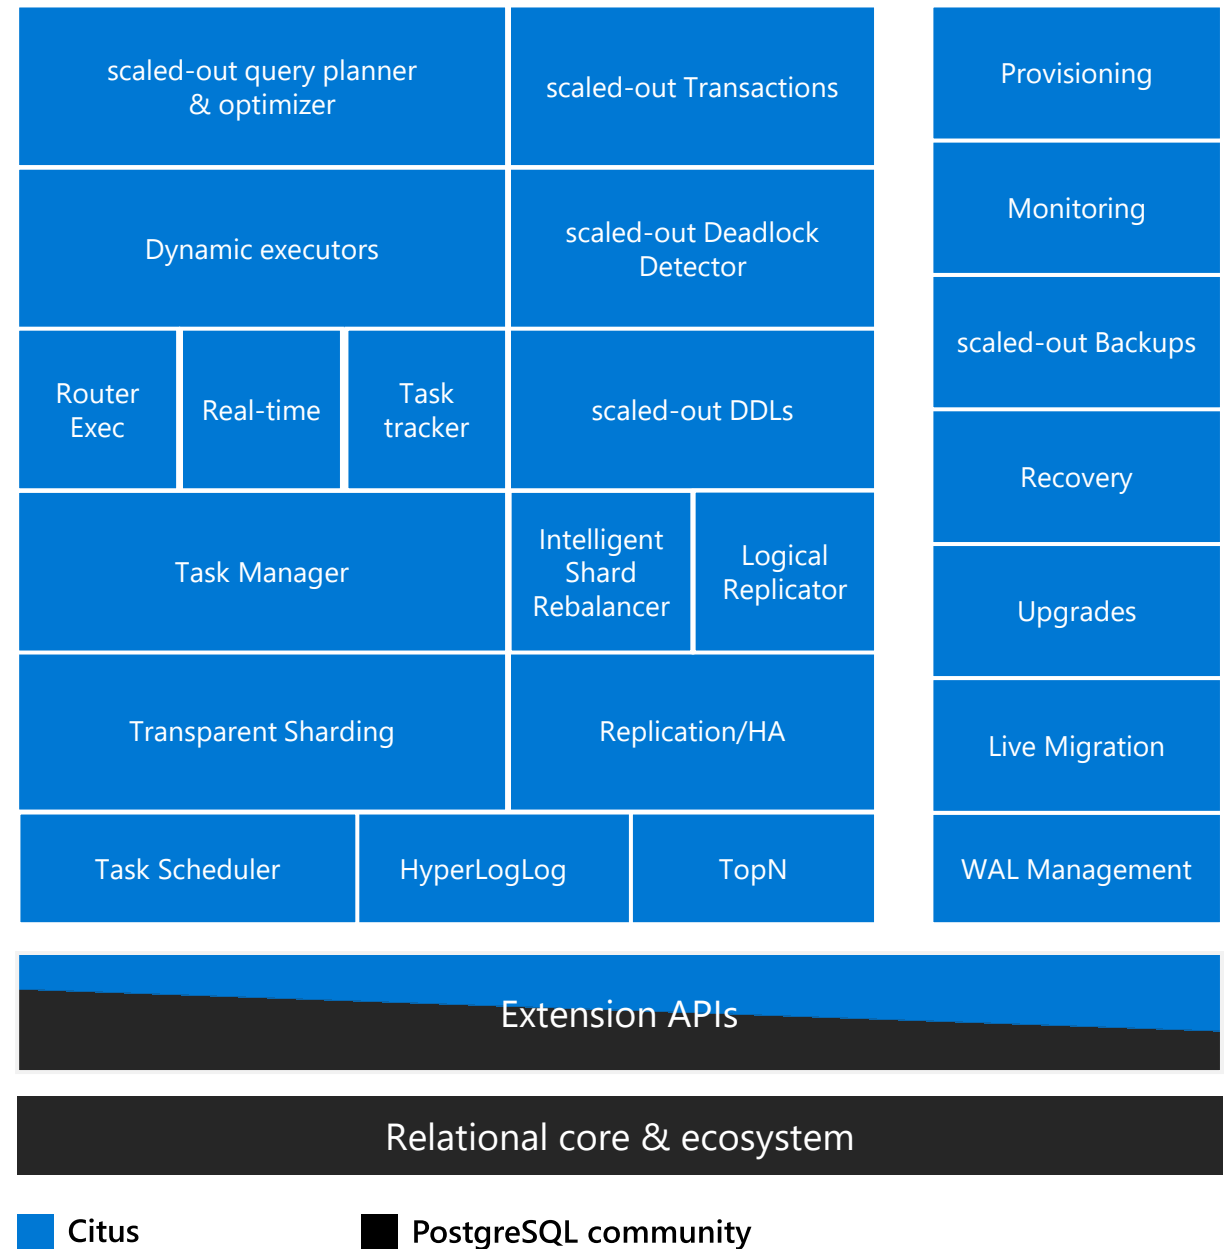 scaled-out query planner
& optimizer
scaled-out Transactions
Dynamic executors
scaled-out Deadlock
Detector
Router
Exec
Real-time
Task
tracker
scaled-out DDLs
Task Manager
Intelligent
Shard
Rebalancer
Logical
Replicator
Transparent Sharding
Replication/HA
Task Scheduler
HyperLogLog
TopN
Provisioning
Monitoring
scaled-out Backups
Recovery
Upgrades
Live Migration
WAL Management
Extension APIs
Relational core & ecosystem
Citus
PostgreSQL community